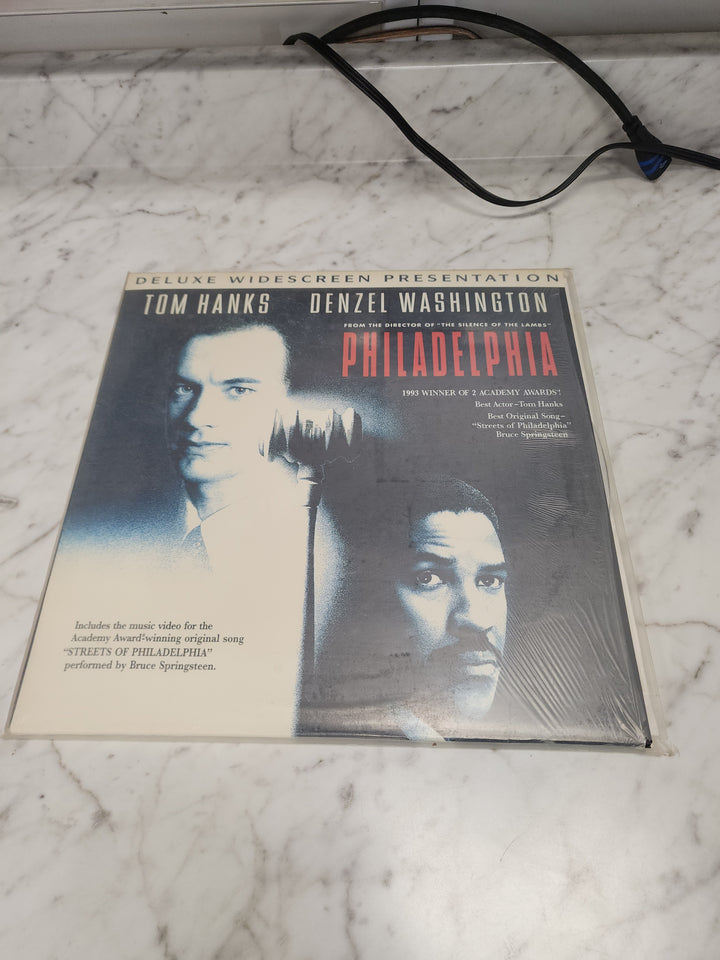 DELUXE WIDESCREEN PRESENTATION
TOM HANKS DENZEL WASHINGTON
FROM THE DIRECTOR OF "THE SILENCE OF THE LAMBS"
PHILADELPHIA
1993 WINNER OF 2 ACADEMY AWARDS!
Best Actor–Tom Hanks
Best Original Song–
"Streets of Philadelphia"
Bruce Springsteen
Includes the music video for the
Academy Award®-winning original song
"STREETS OF PHILADELPHIA"
performed by Bruce Springsteen.